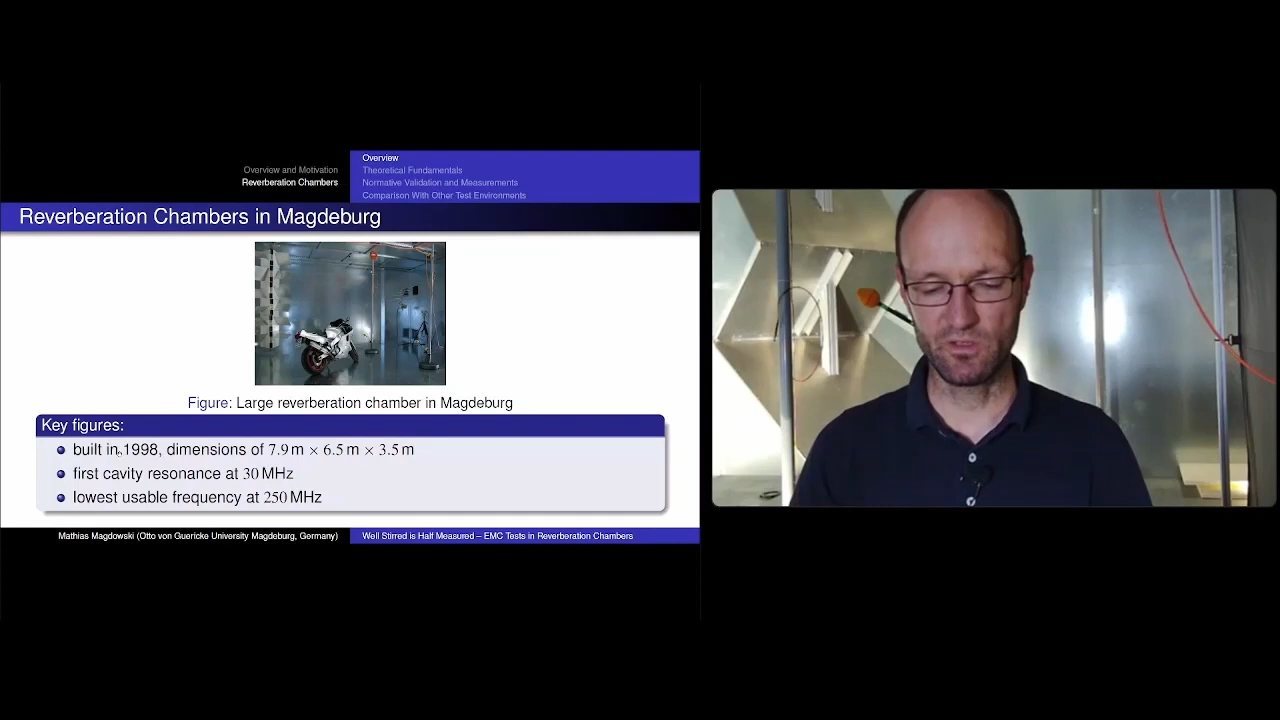 Overview and Motivation
Reverberation Chambers
Overview
Theoretical Fundamentals
Normative Validation and Measurements
Comparison With Other Test Environments
Reverberation Chambers in Magdeburg
Figure: Large reverberation chamber in Magdeburg
Key figures:
built in 1998, dimensions of 7.9 m × 6.5 m × 3.5 m
first cavity resonance at 30 MHz
lowest usable frequency at 250 MHz
Mathias Magdowski (Otto von Guericke University Magdeburg, Germany)
Well Stirred is Half Measured – EMC Tests in Reverberation Chambers